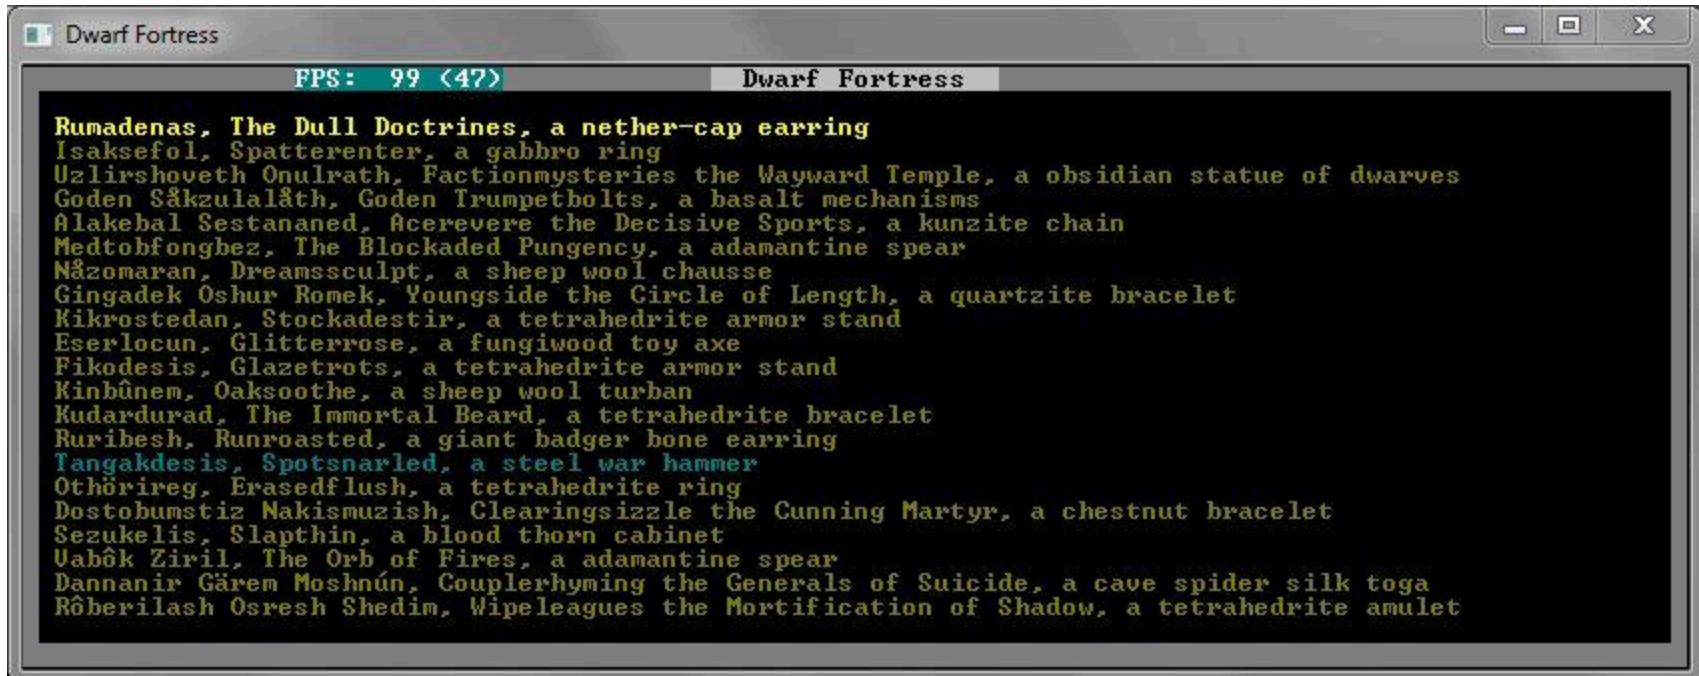 Dwarf Fortress
FPS: 99 (47) Dwarf Fortress
Rumadenas, The Dull Doctrines, a nether-cap earring
Isaksefol, Spatterenter, a gabbro ring
Uzlirshoveth Onulrath, Factionmysteries the Wayward Temple, a obsidian statue of dwarves
Goden Såkzulalåth, Goden Trumpetbolts, a basalt mechanisms
Alakebal Sestananed, Acerevere the Decisive Sports, a kunzite chain
Medtobfongbez, The Blockaded Pungency, a adamantine spear
Nåzomaran, Dreamssculpt, a sheep wool chausse
Gingadek Oshur Romek, Youngside the Circle of Length, a quartzite bracelet
Kikrostedan, Stockadestir, a tetrahedrite armor stand
Eserlocun, Glitterrose, a fungiwood toy axe
Fikodesis, Glazetrots, a tetrahedrite armor stand
Kinbûnem, Oaksoothe, a sheep wool turban
Kudardurad, The Immortal Beard, a tetrahedrite bracelet
Ruribesh, Runroasted, a giant badger bone earring
Tangakdesis, Spotsnarled, a steel war hammer
Othörireg, Erasedflush, a tetrahedrite ring
Dostobumstiz Nakismuzish, Clearingsizzle the Cunning Martyr, a chestnut bracelet
Sezukelis, Slapthin, a blood thorn cabinet
Vabôk Ziril, The Orb of Fires, a adamantine spear
Dannanir Gärem Moshnún, Couplerhyming the Generals of Suicide, a cave spider silk toga
Rôberilash Osresh Shedim, Wipeleagues the Mortification of Shadow, a tetrahedrite amulet